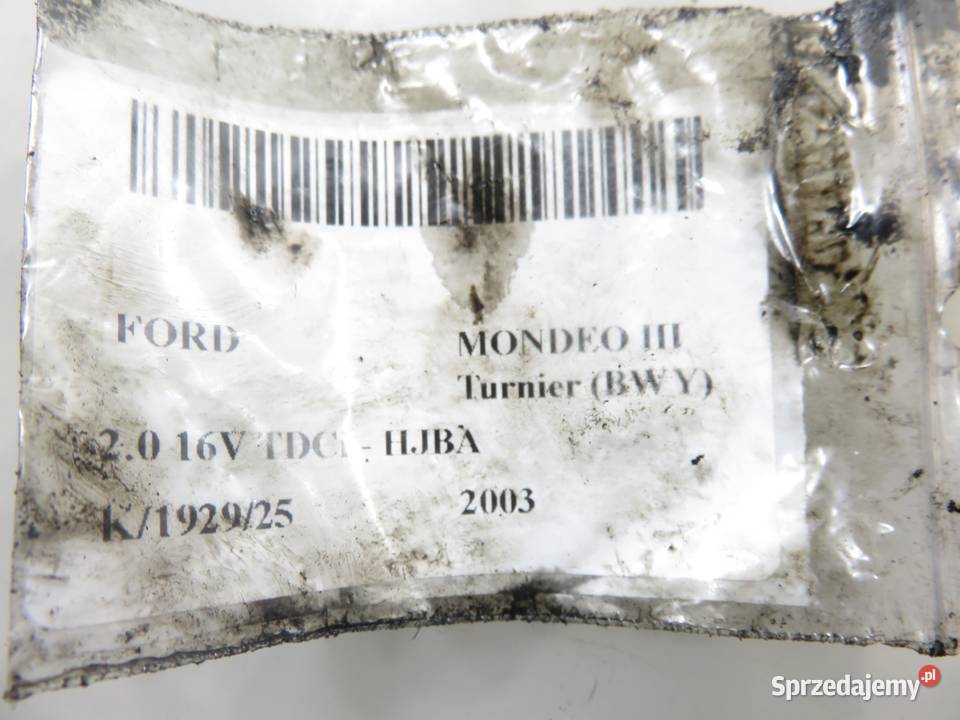 FORD MONDEO III
Turnier (BWY)
2.0 16V TDCi - HJBA
K/1929/25 2003
Sprzedajemy.pl